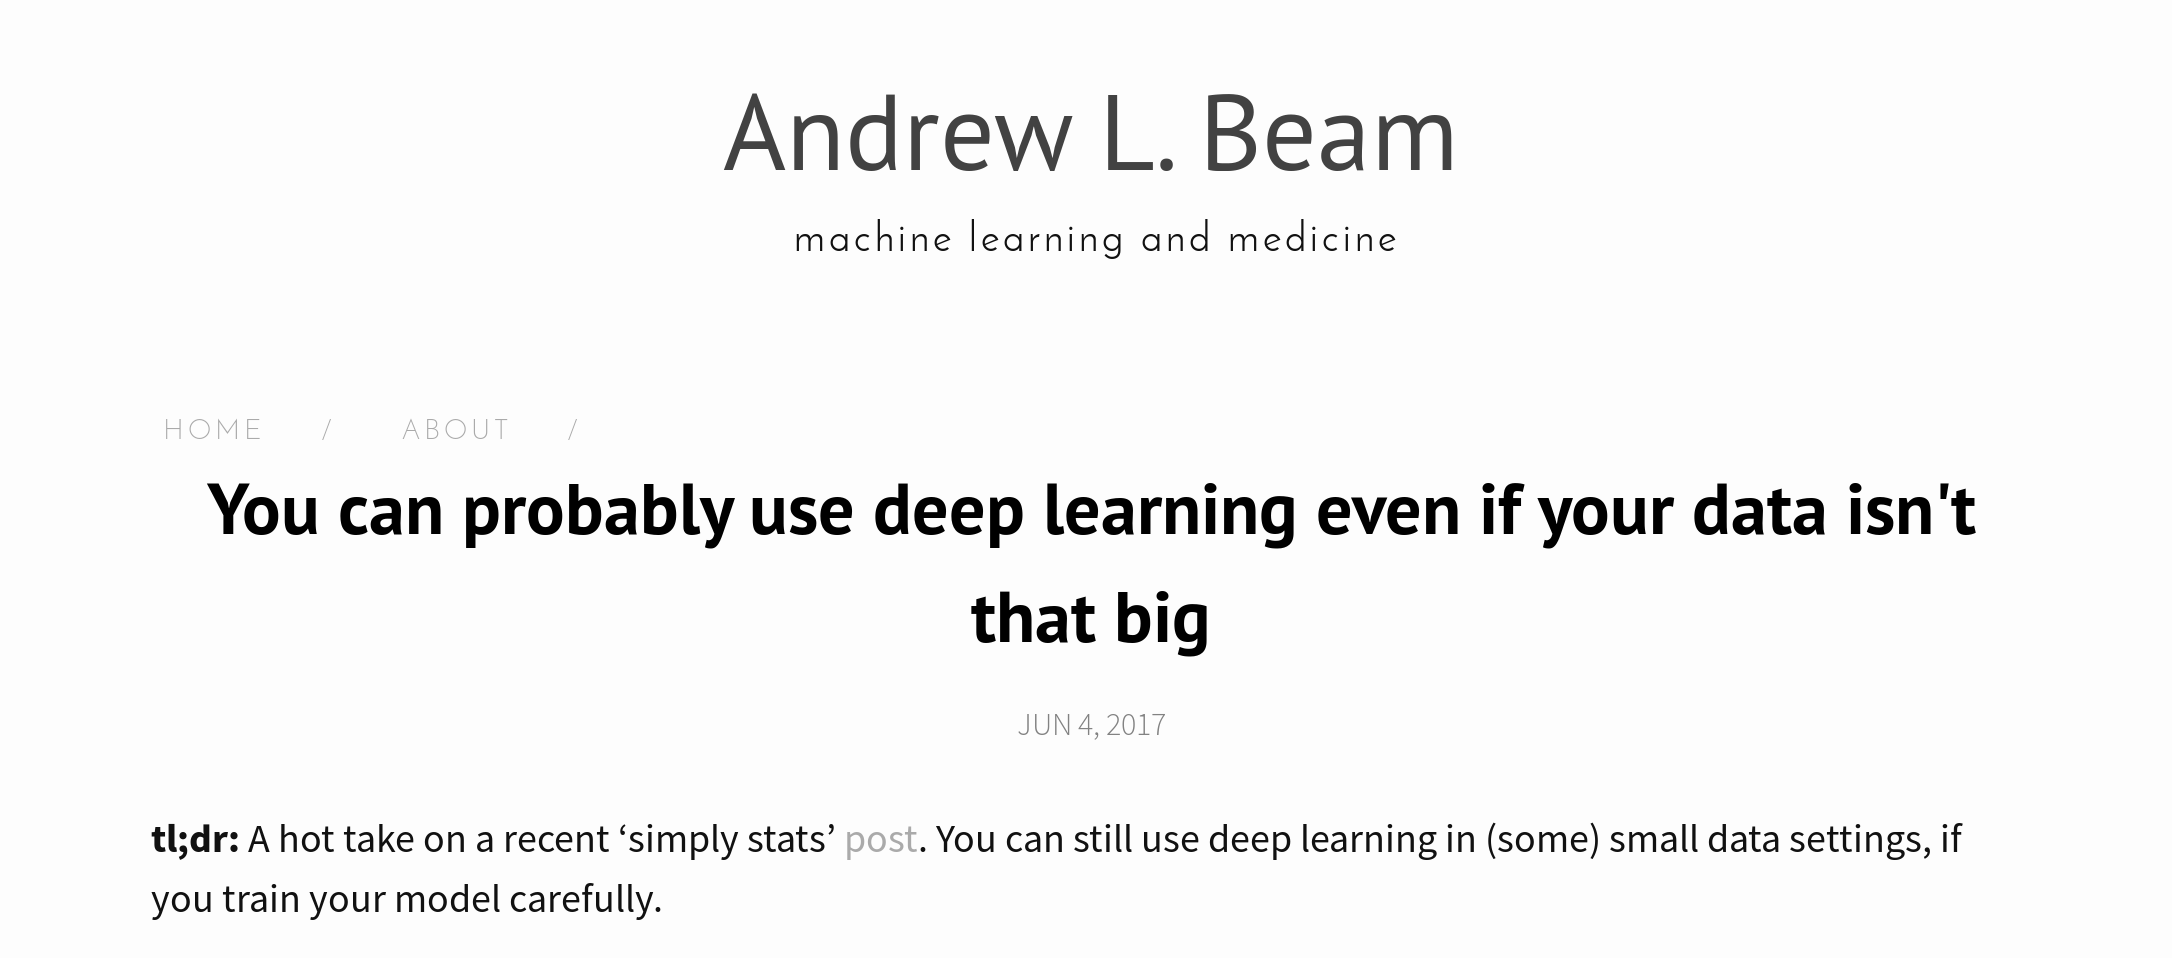 Andrew L. Beam
machine learning and medicine
HOME / ABOUT /
You can probably use deep learning even if your data isn't
that big
JUN 4, 2017
tl;dr: A hot take on a recent ‘simply stats’ post. You can still use deep learning in (some) small data settings, if
you train your model carefully.